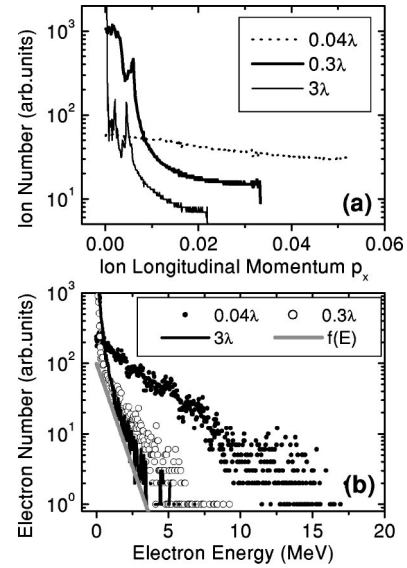 10³
10²
10¹
0.04λ
0.3λ
3λ
(a)
0.00 0.02 0.04 0.06
Ion Number (arb.units)
Ion Longitudinal Momentum pₓ
10³
10²
10¹
10⁰
0.04λ 0.3λ
3λ f(E)
(b)
0 5 10 15 20
Electron Number (arb.units)
Electron Energy (MeV)